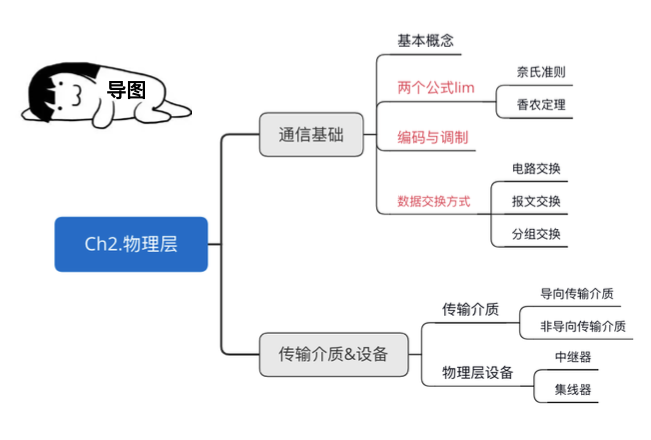 导图
Ch2.物理层
通信基础
基本概念
两个公式lim
奈氏准则
香农定理
编码与调制
数据交换方式
电路交换
报文交换
分组交换
传输介质&设备
传输介质
导向传输介质
非导向传输介质
物理层设备
中继器
集线器